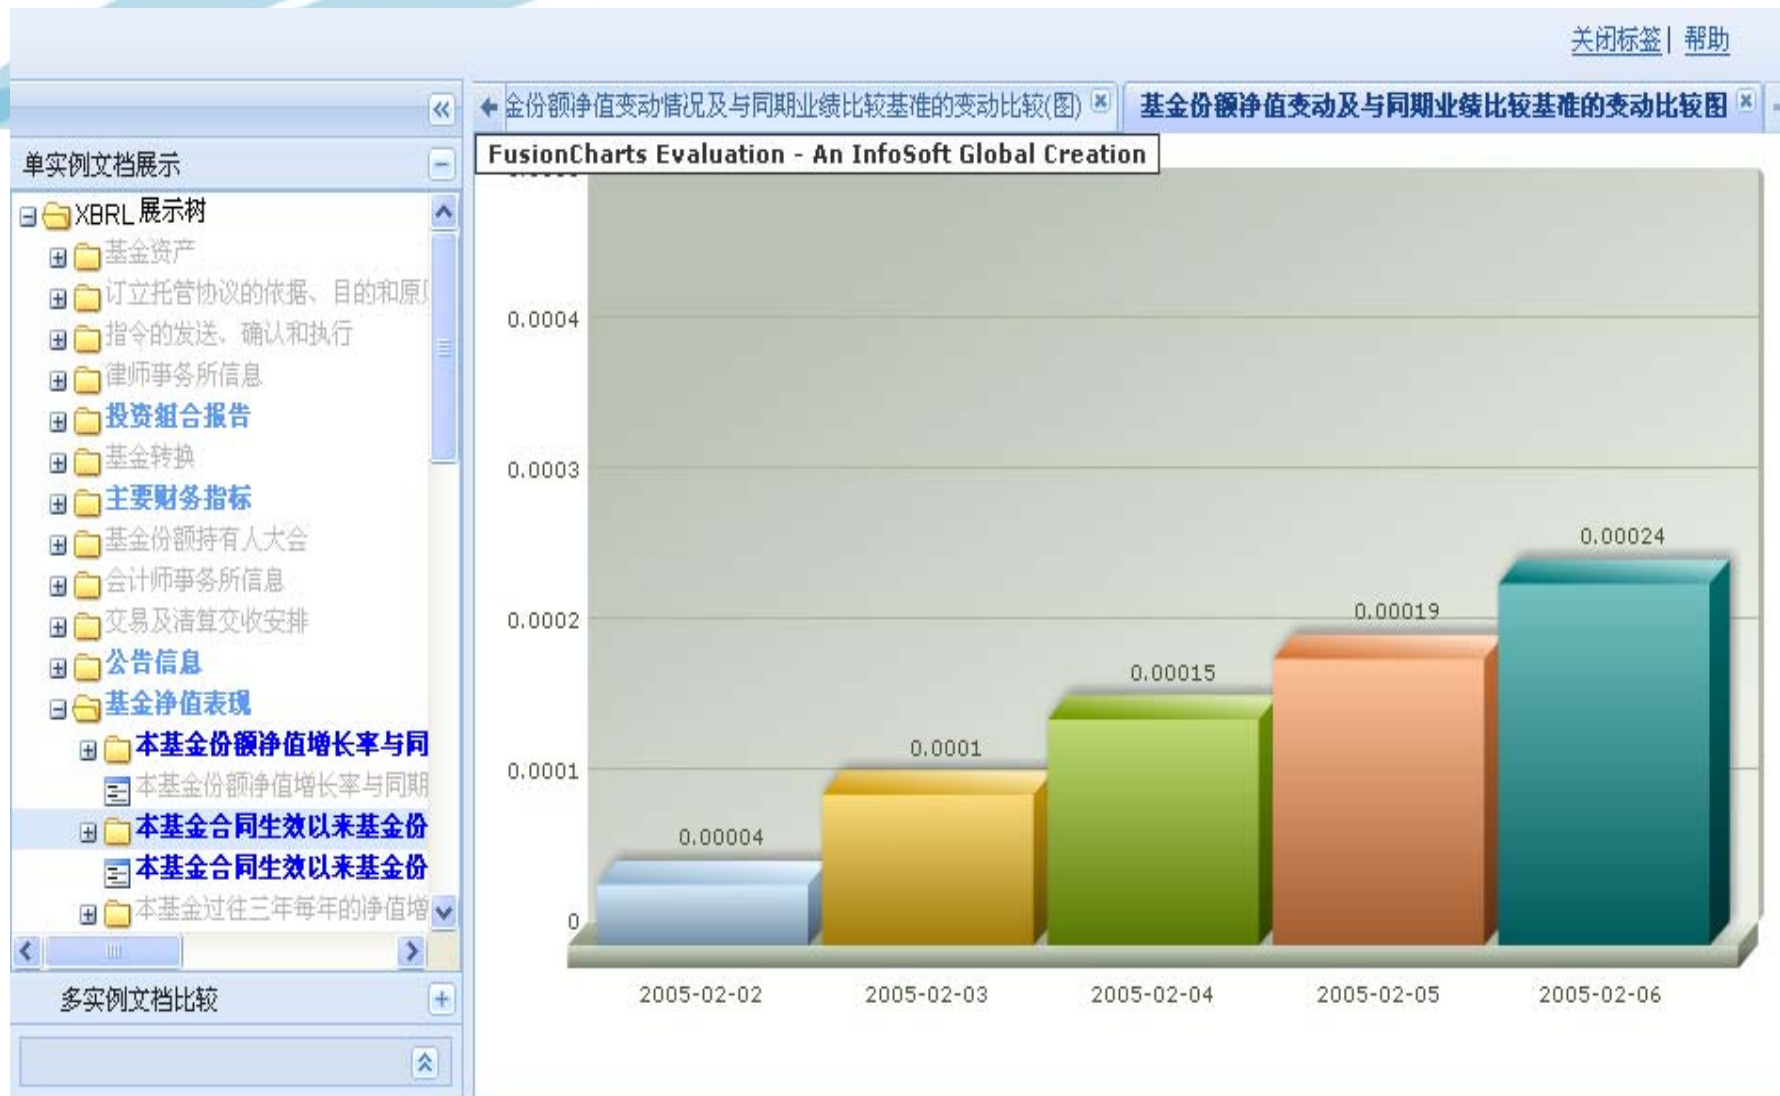 关闭标签| 帮助
金份额净值变动情况及与同期业绩比较基准的变动比较(图)
基金份额净值变动及与同期业绩比较基准的变动比较图
单实例文档展示
XBRL 展示树
基金资产
订立托管协议的依据、目的和原
指令的发送、确认和执行
律师事务所信息
投资组合报告
基金转换
主要财务指标
基金份额持有人大会
会计师事务所信息
交易及清算交收安排
公告信息
基金净值表现
本基金份额净值增长率与同
本基金份额净值增长率与同期
本基金合同生效以来基金份
本基金合同生效以来基金份
本基金过往三年每年的净值增
多实例文档比较
FusionCharts Evaluation - An InfoSoft Global Creation
0.0004
0.0003
0.0002
0.0001
0
0.00004
0.0001
0.00015
0.00019
0.00024
2005-02-02
2005-02-03
2005-02-04
2005-02-05
2005-02-06